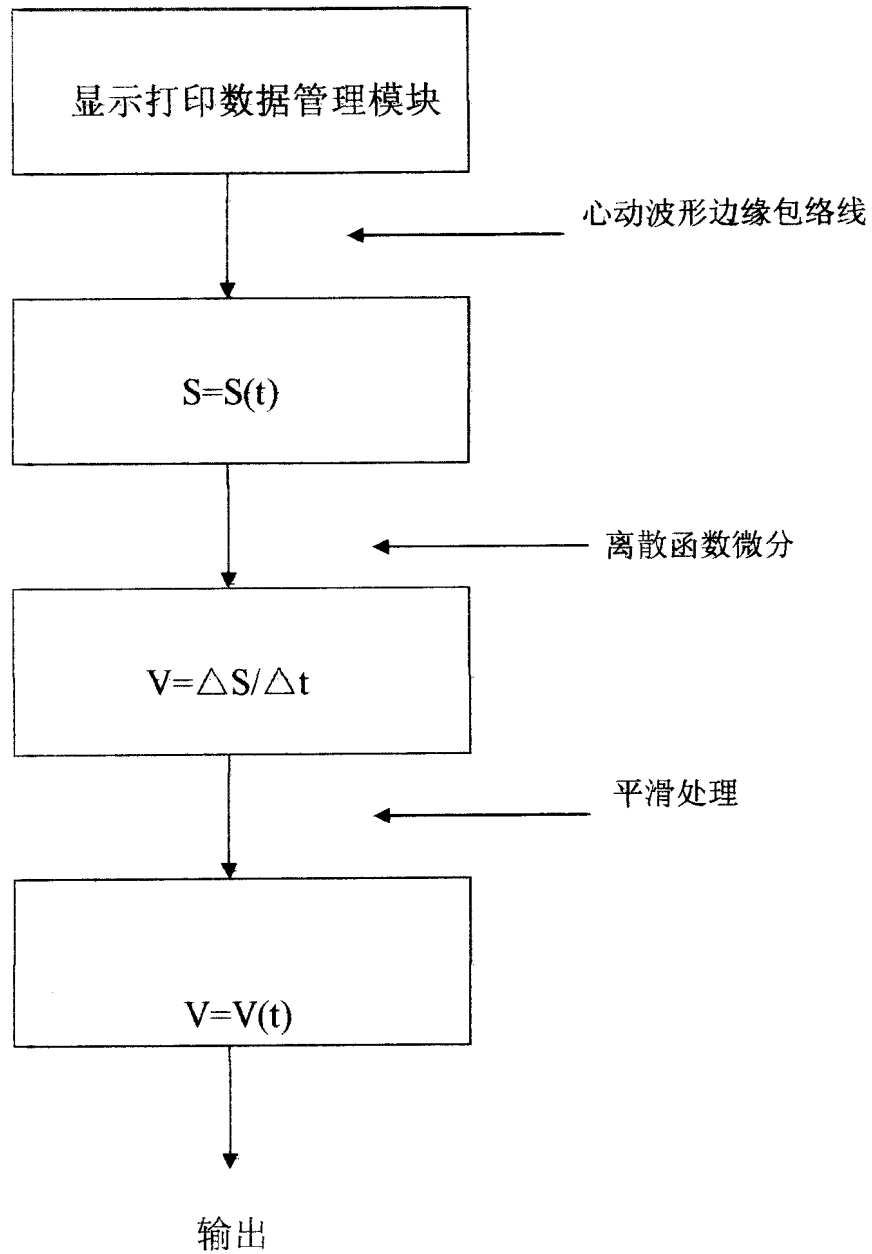 显示打印数据管理模块
心动波形边缘包络线
S=S(t)
离散函数微分
V=△S/△t
平滑处理
V=V(t)
输出